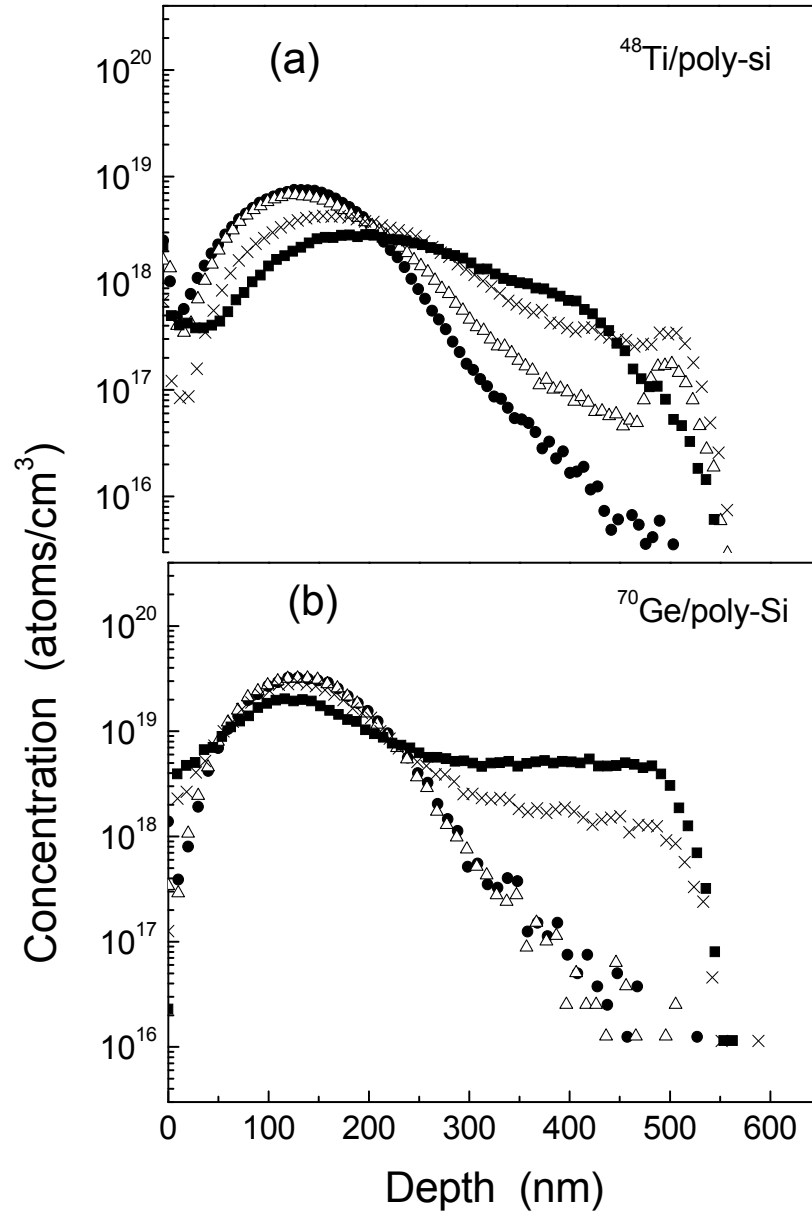 (a)
⁴⁸Ti/poly-si
10²⁰
10¹⁹
10¹⁸
10¹⁷
10¹⁶
(b)
⁷⁰Ge/poly-Si
10²⁰
10¹⁹
10¹⁸
10¹⁷
10¹⁶
0 100 200 300 400 500 600
Depth (nm)
Concentration (atoms/cm³)